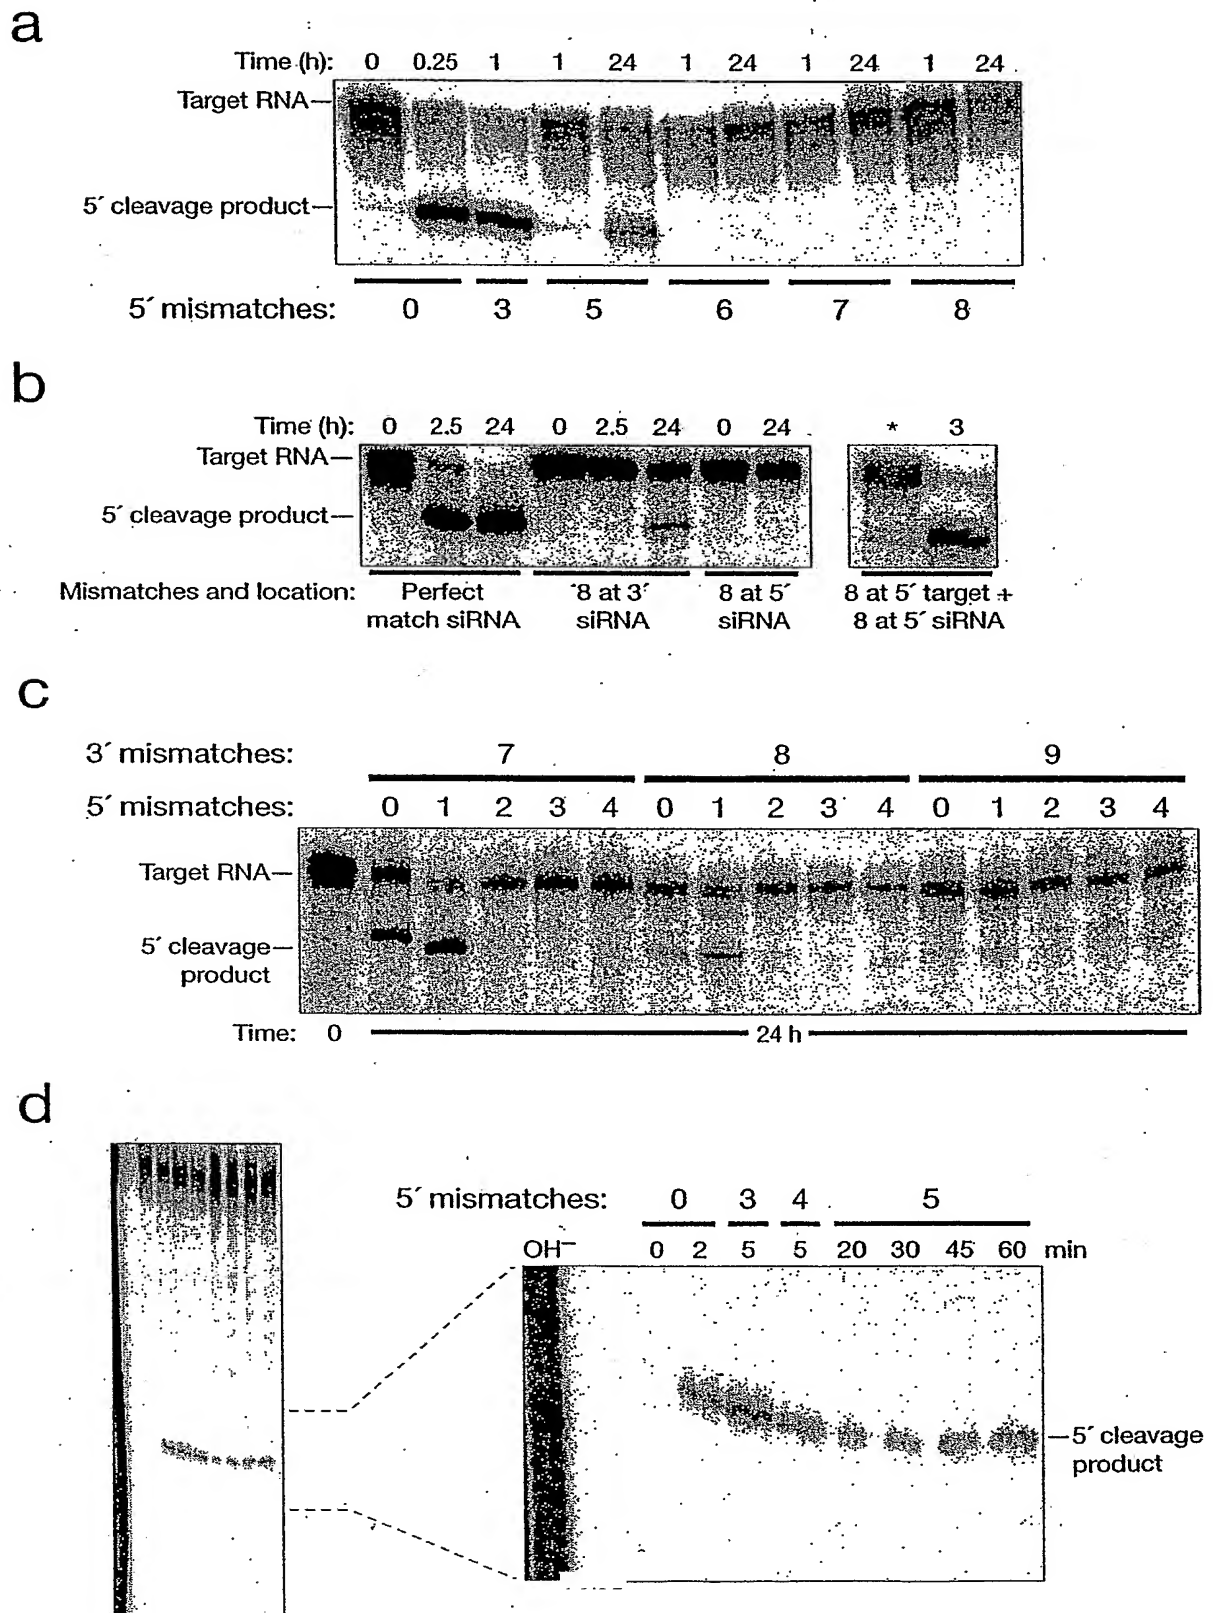 a
Time (h): 0 0.25 1 1 24 1 24 1 24 1 24
Target RNA
5´ cleavage product
5´ mismatches: 0 3 5 6 7 8
b
Time (h): 0 2.5 24 0 2.5 24 0 24 * 3
Target RNA
5´ cleavage product
Mismatches and location: Perfect match siRNA
8 at 3´ siRNA
8 at 5´ siRNA
8 at 5´ target + 8 at 5´ siRNA
c
3´ mismatches: 7 8 9
5´ mismatches: 0 1 2 3 4 0 1 2 3 4 0 1 2 3 4
Target RNA
5´ cleavage
product
Time: 0 24 h
d
5´ mismatches: 0 3 4 5
OH− 0 2 5 5 20 30 45 60 min
5´ cleavage
product